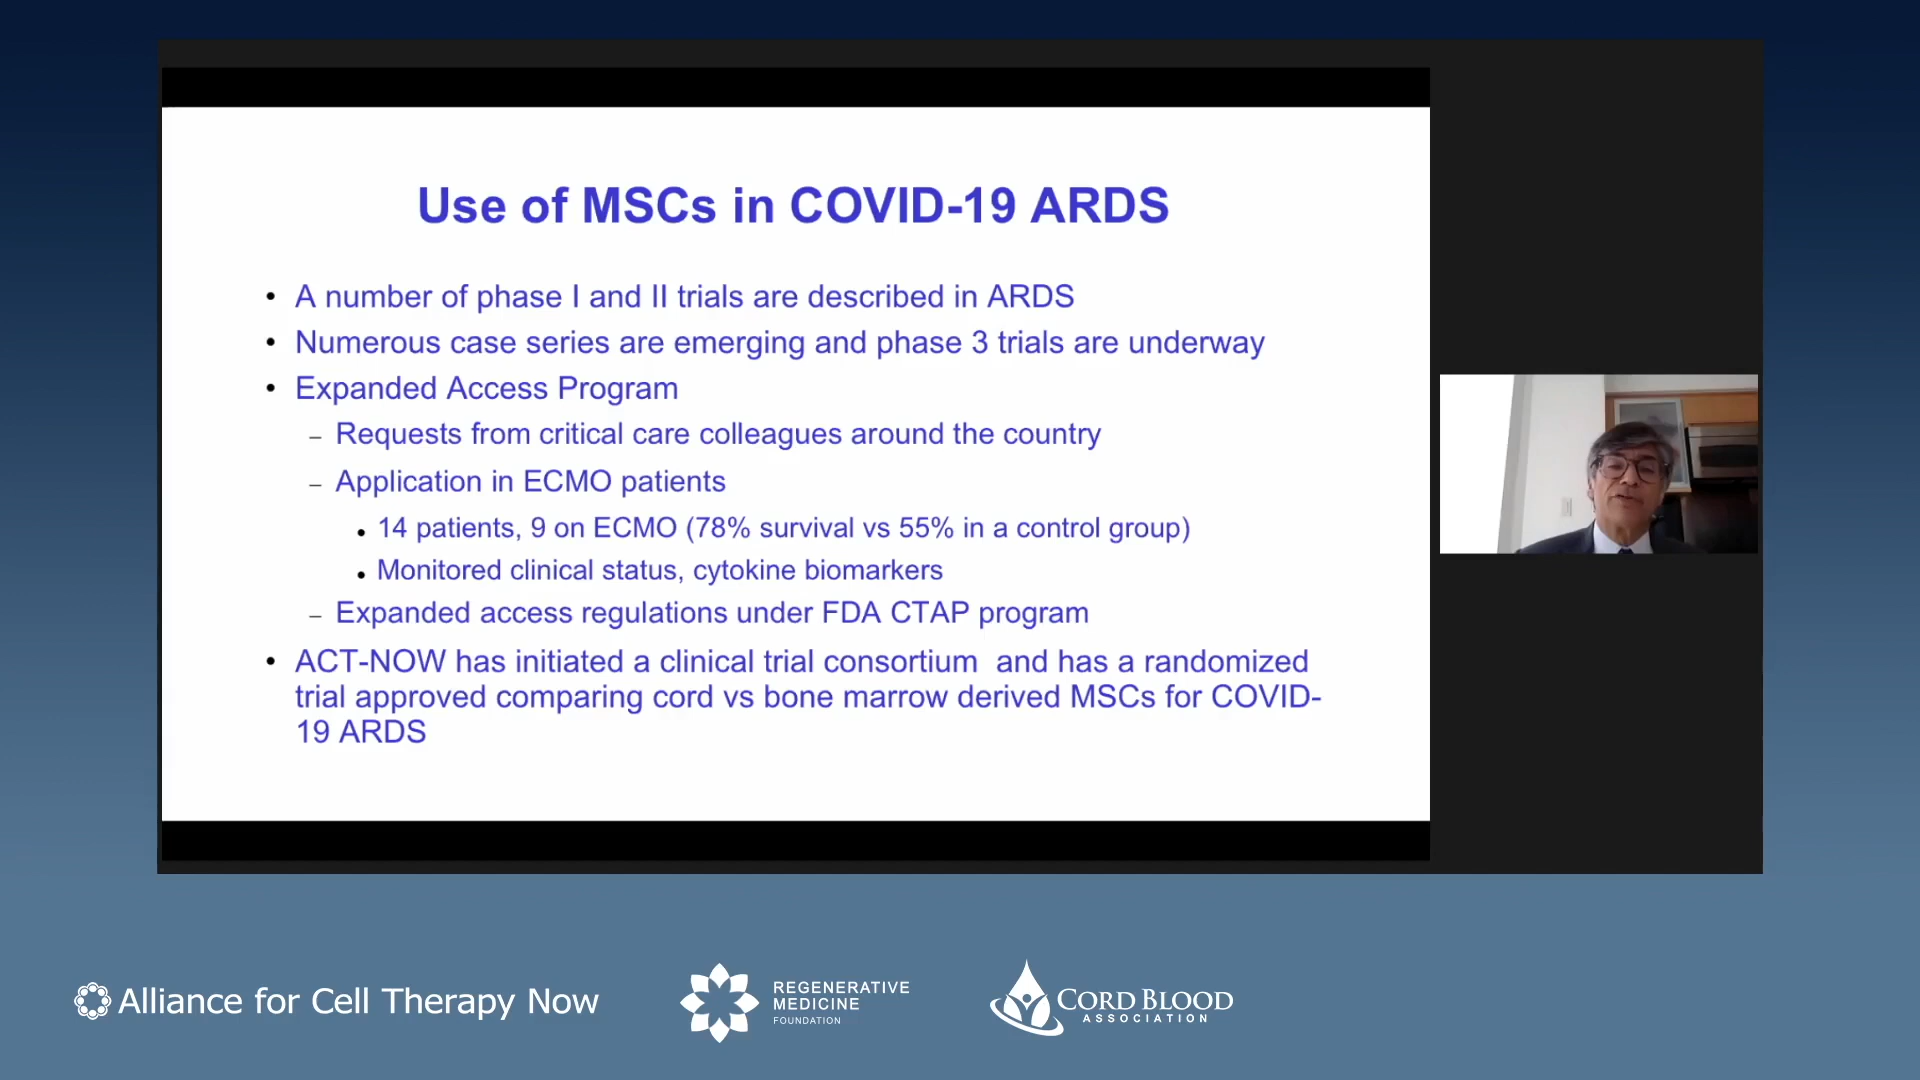 Use of MSCs in COVID-19 ARDS
• A number of phase I and II trials are described in ARDS
• Numerous case series are emerging and phase 3 trials are underway
• Expanded Access Program
– Requests from critical care colleagues around the country
– Application in ECMO patients
• 14 patients, 9 on ECMO (78% survival vs 55% in a control group)
• Monitored clinical status, cytokine biomarkers
– Expanded access regulations under FDA CTAP program
• ACT-NOW has initiated a clinical trial consortium and has a randomized
trial approved comparing cord vs bone marrow derived MSCs for COVID-
19 ARDS
Alliance for Cell Therapy Now
REGENERATIVE
MEDICINE
FOUNDATION
CORD BLOOD
ASSOCIATION